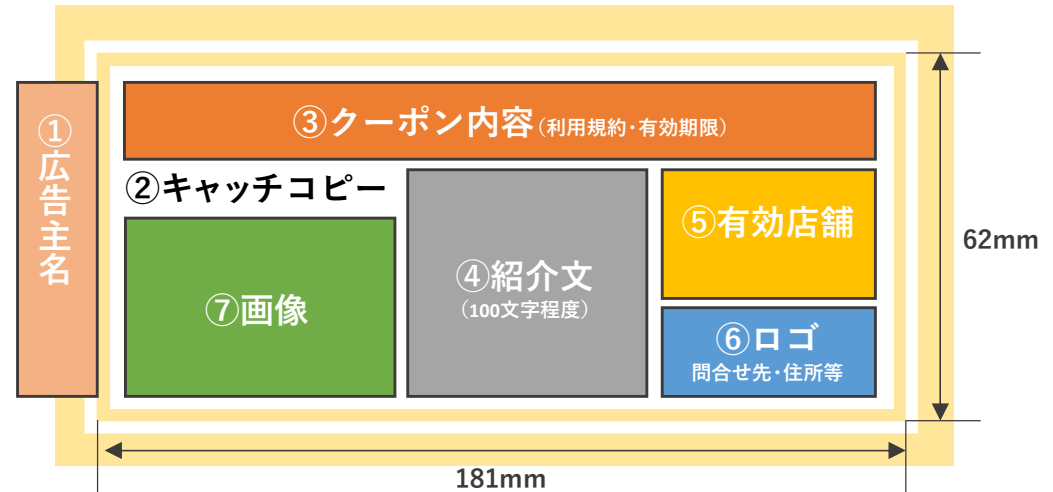 ①広告主名
③クーポン内容(利用規約・有効期限)
②キャッチコピー
⑦画像
④紹介文
(100文字程度)
⑤有効店舗
⑥ロゴ
問合せ先・住所等
62mm
181mm